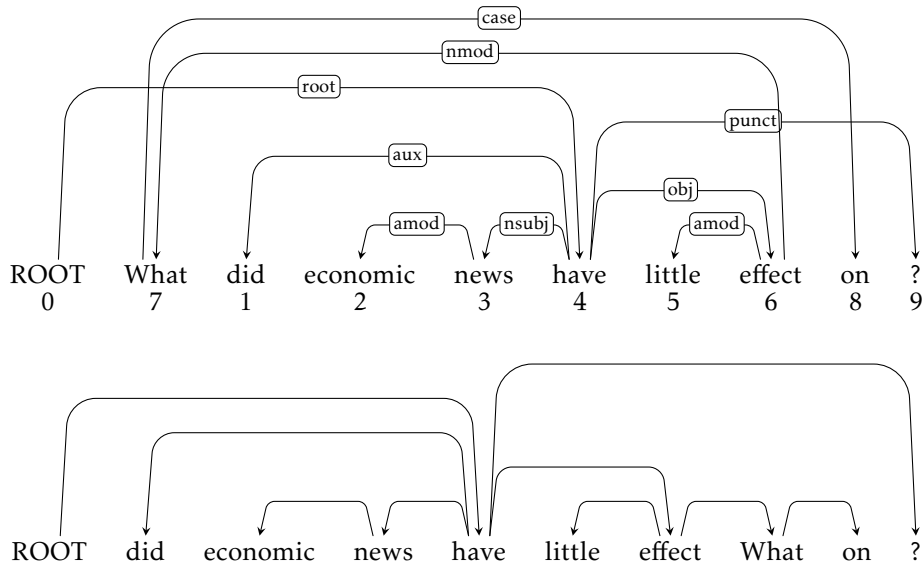 case
nmod
root
punct
aux
obj
amod nsubj amod
ROOT What did economic news have little effect on ?
0 7 1 2 3 4 5 6 8 9
ROOT did economic news have little effect What on ?